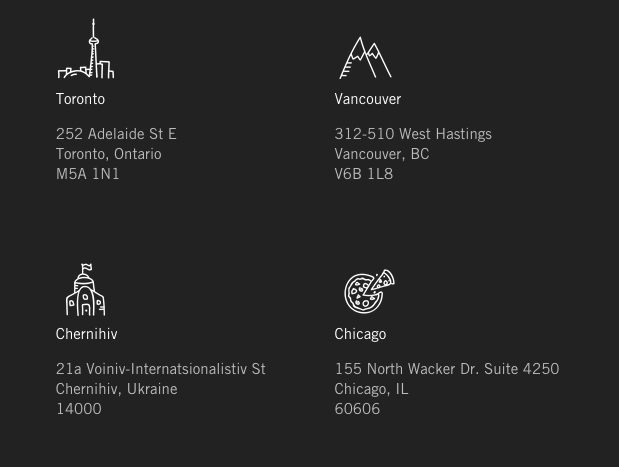 Toronto
252 Adelaide St E
Toronto, Ontario
M5A 1N1
Vancouver
312-510 West Hastings
Vancouver, BC
V6B 1L8
Chernihiv
21a Voiniv-Internatsionalistiv St
Chernihiv, Ukraine
14000
Chicago
155 North Wacker Dr. Suite 4250
Chicago, IL
60606